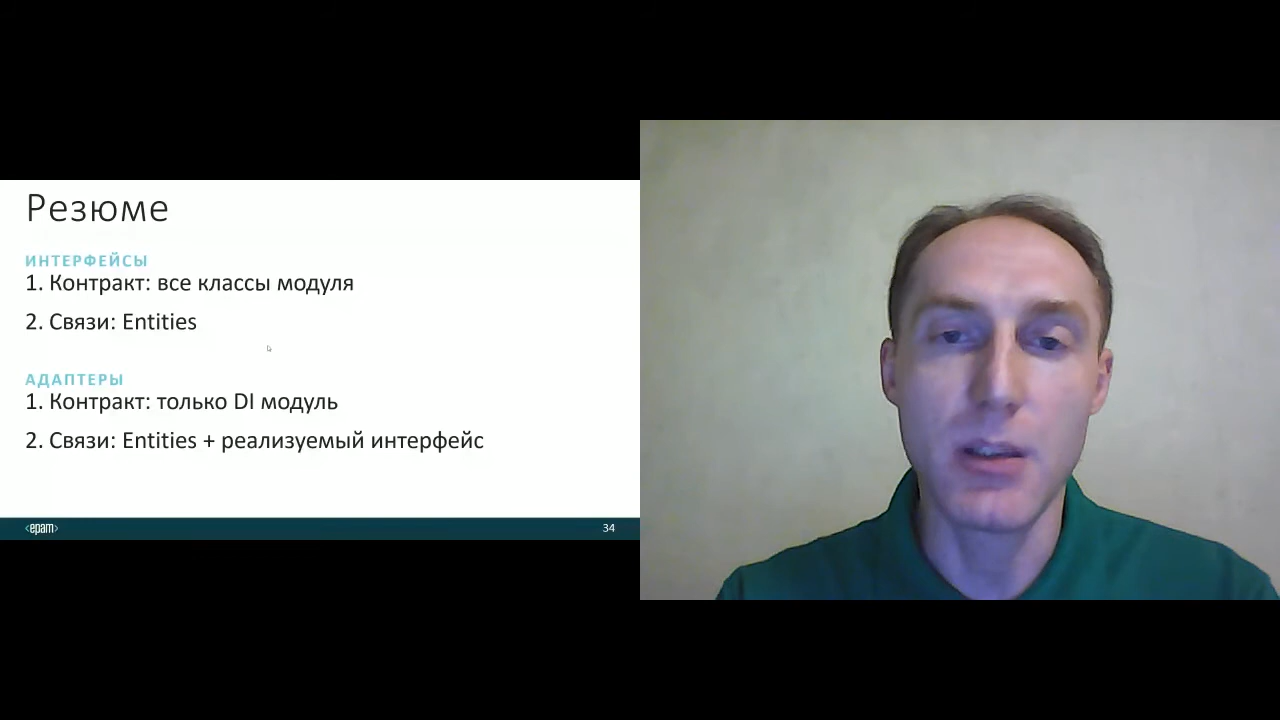 Резюме
ИНТЕРФЕЙСЫ
1. Контракт: все классы модуля
2. Связи: Entities
АДАПТЕРЫ
1. Контракт: только DI модуль
2. Связи: Entities + реализуемый интерфейс
<epam>
34